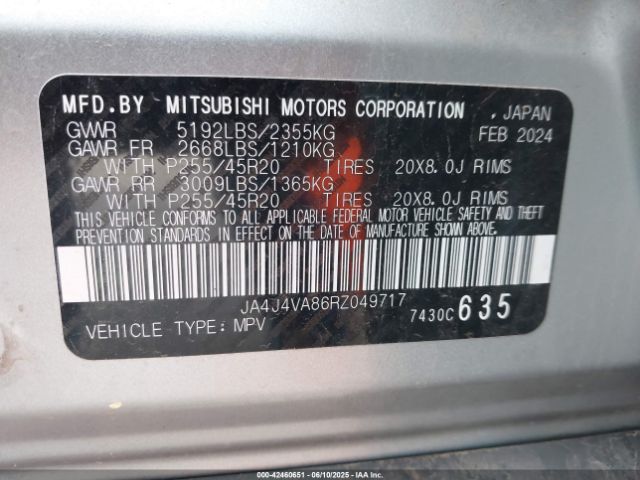 MFD.BY MITSUBISHI MOTORS CORPORATION , JAPAN
GWWR 5192LBS/2355KG FEB 2024
GAWR FR 2668LBS/1210KG
WITH P255/45R20 TIRES 20X8.0J RIMS
GAWR RR 3009LBS/1365KG
WITH P255/45R20 TIRES 20X8.0J RIMS
THIS VEHICLE CONFORMS TO ALL APPLICABLE FEDERAL MOTOR VEHICLE SAFETY AND THEFT
PREVENTION STANDARDS IN EFFECT ON THE DATE OF MANUFACTURE SHOWN ABOVE.
JA4J4VA86RZ049717
VEHICLE TYPE: MPV 7430C 635
000-42460651 - 06/10/2025 - IAA Inc.